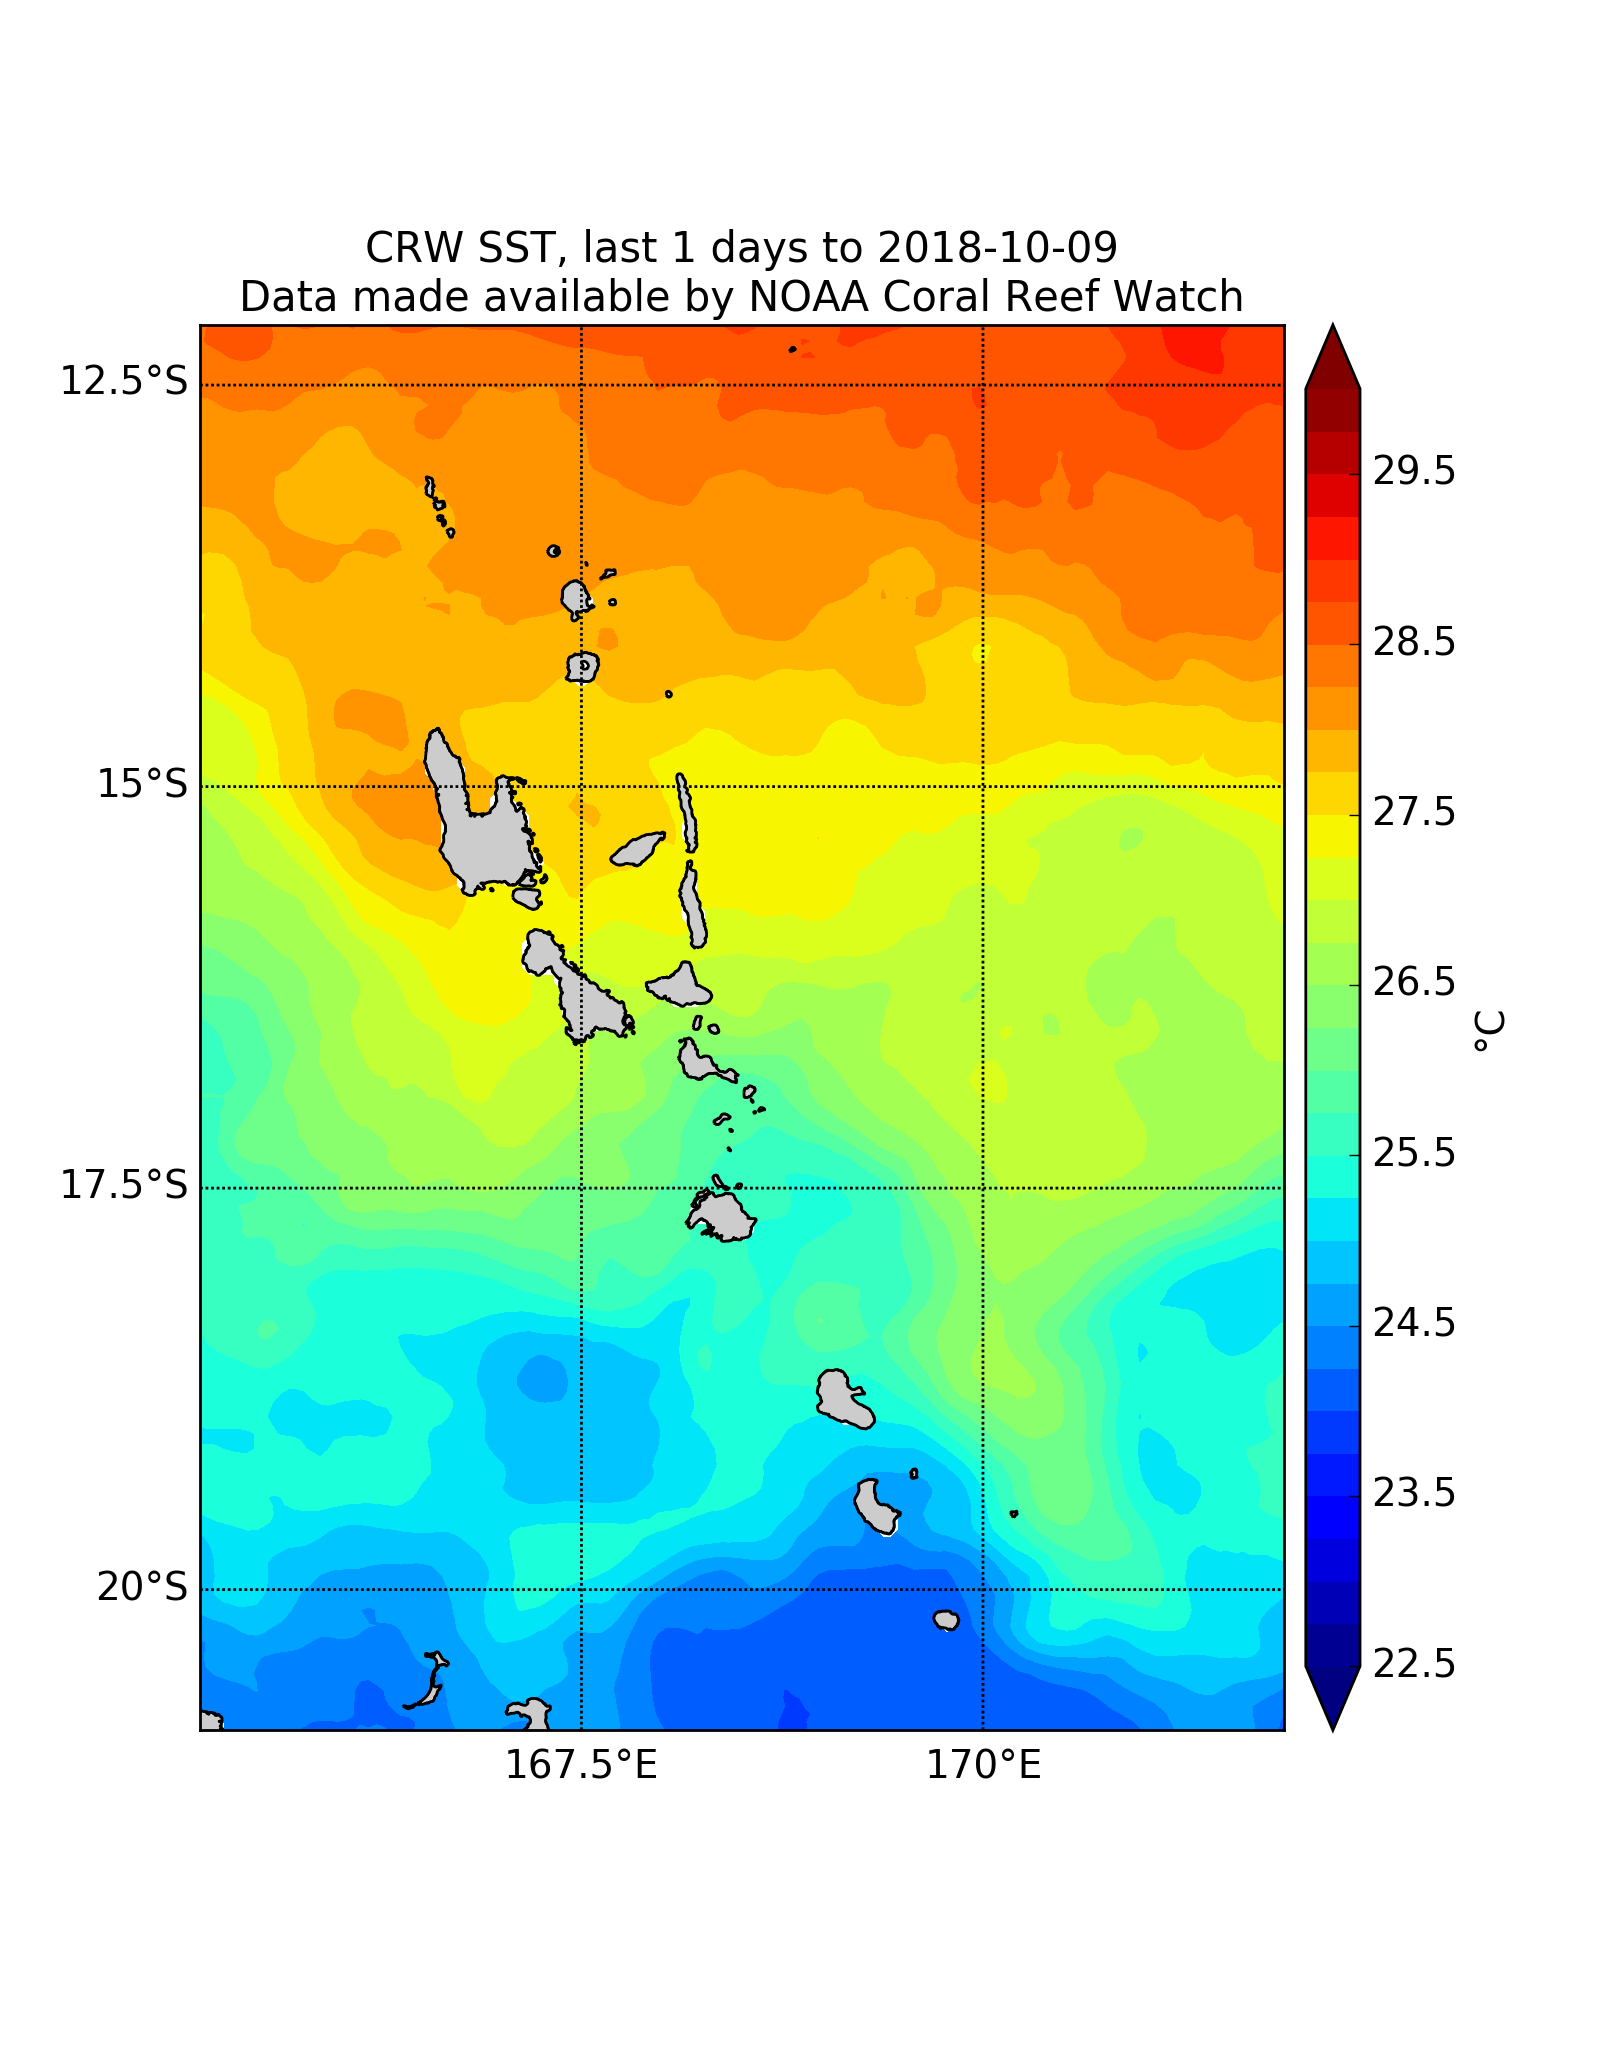 CRW SST, last 1 days to 2018-10-09
Data made available by NOAA Coral Reef Watch
12.5°S
15°S
17.5°S
20°S
167.5°E
170°E
29.5
28.5
27.5
26.5
25.5
24.5
23.5
22.5
°C